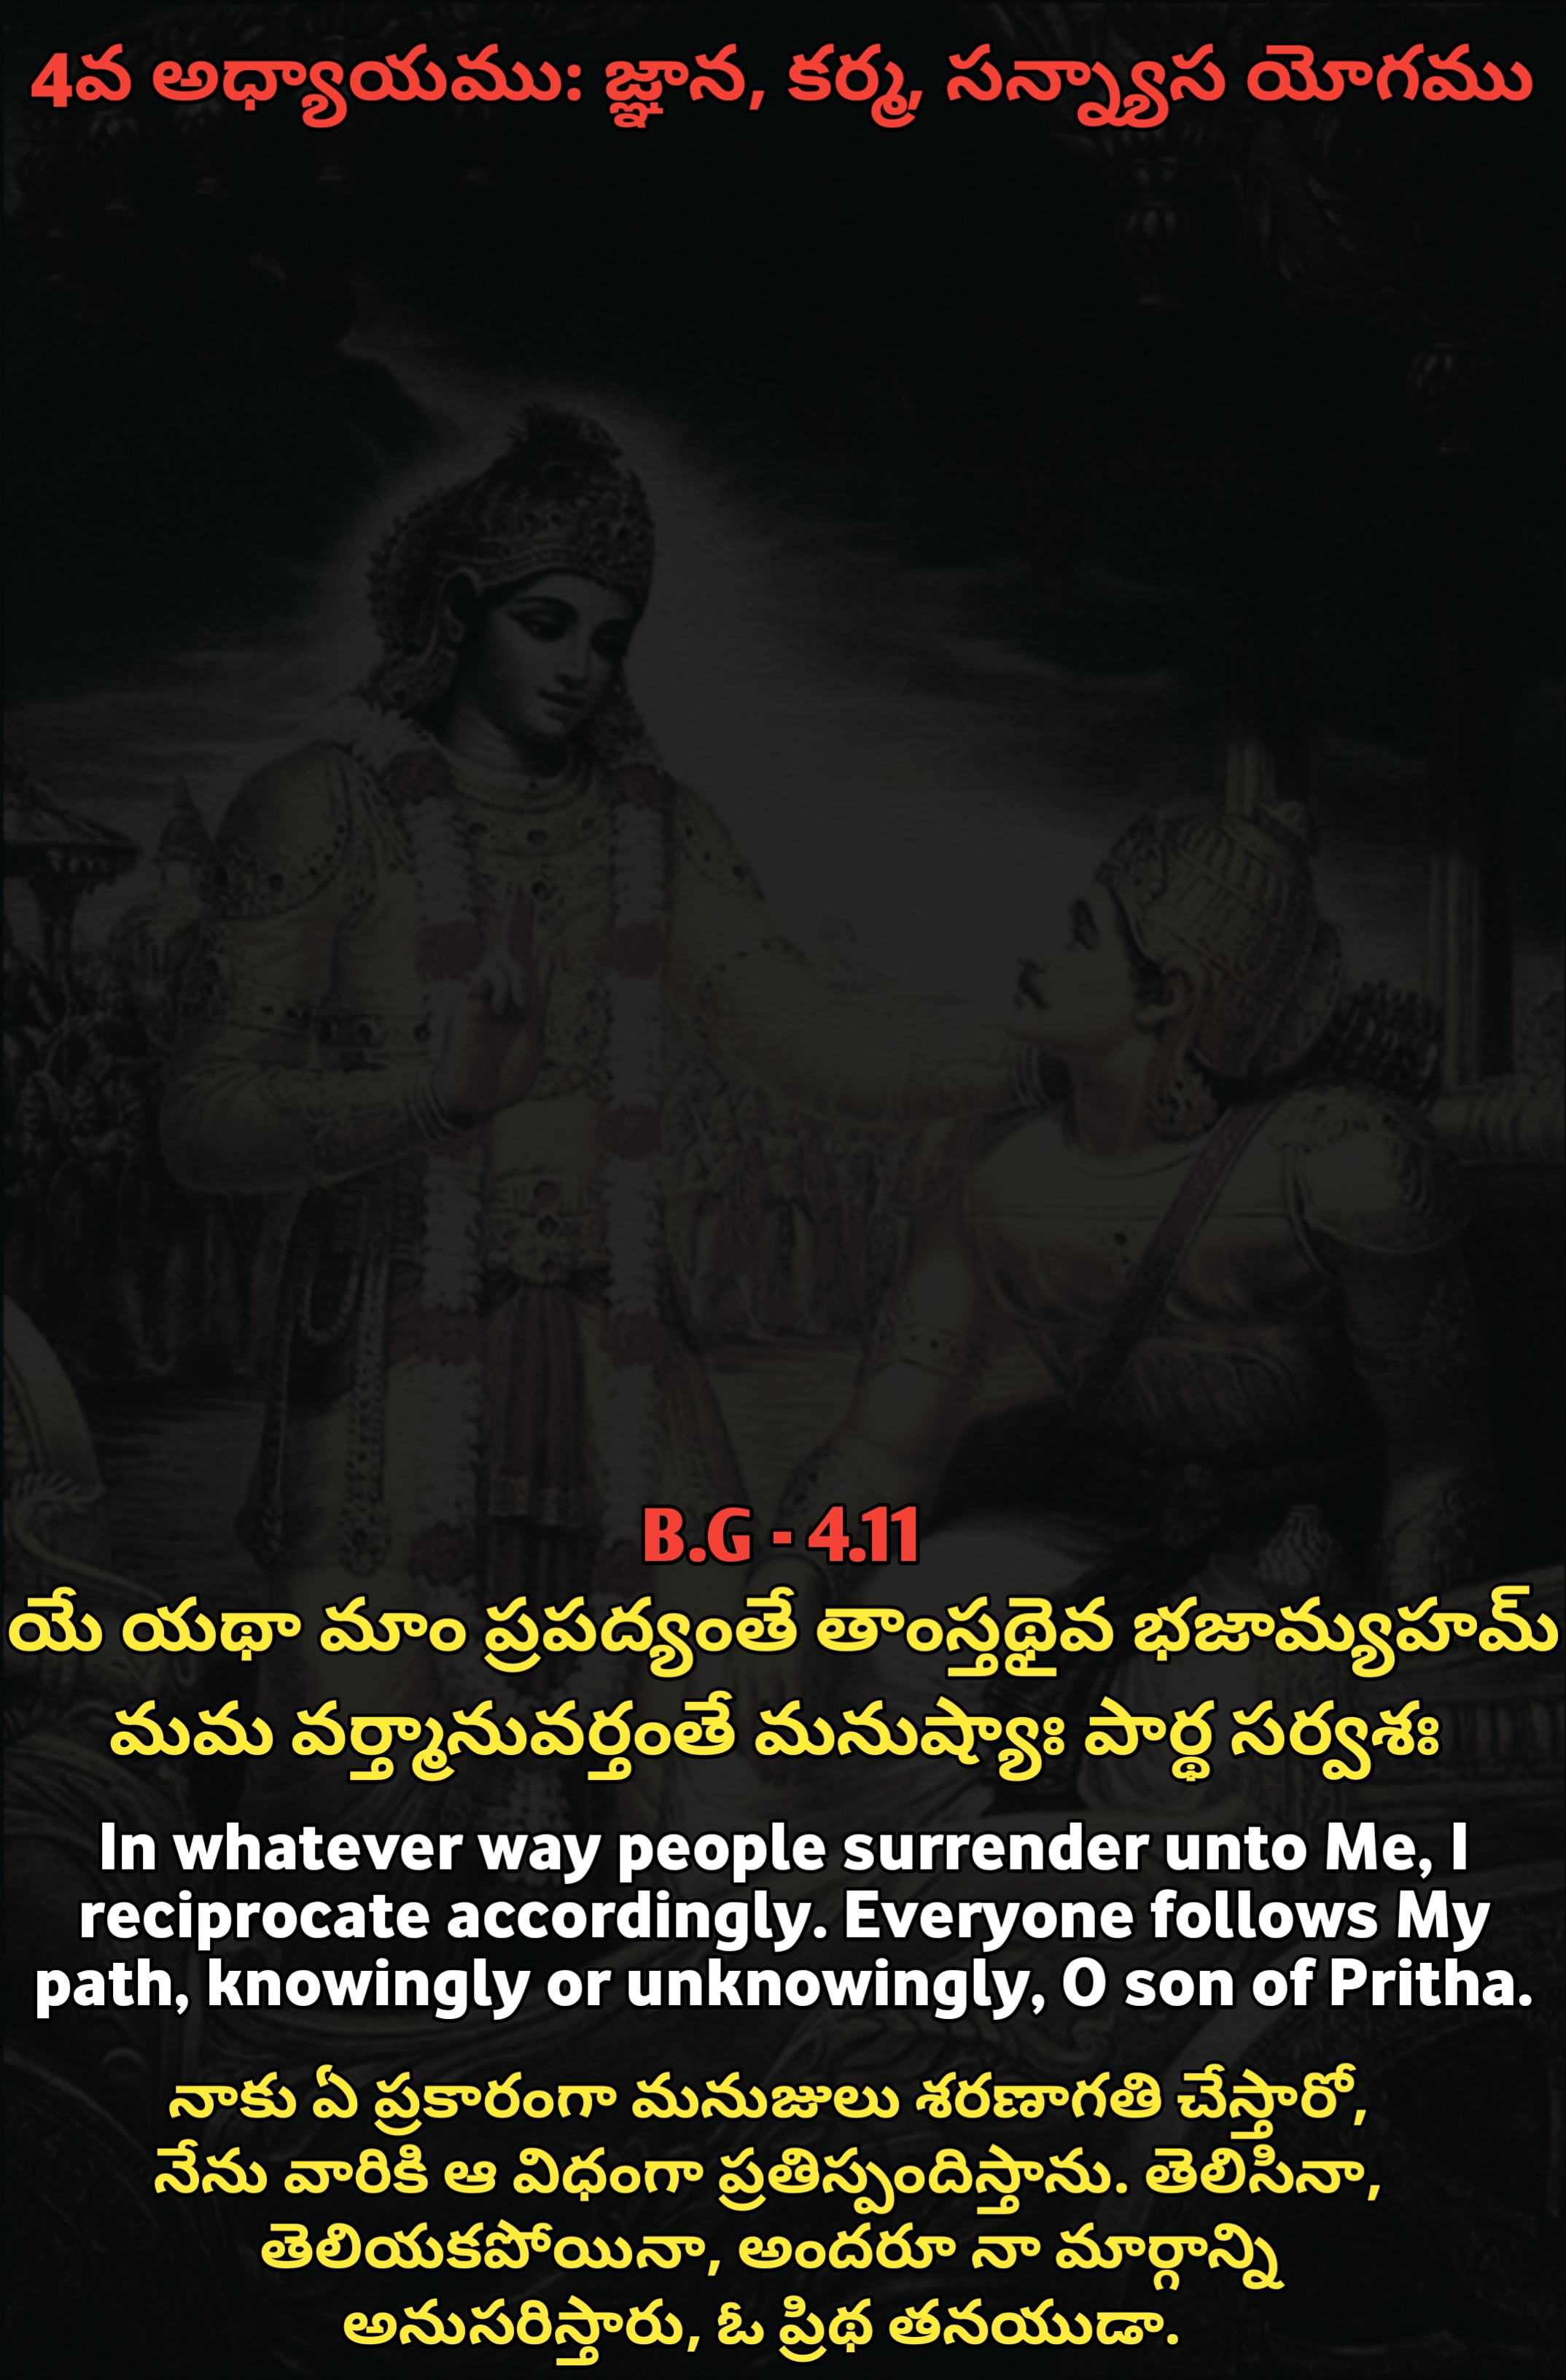 4వ అధ్యాయము: జ్ఞాన, కర్మ, సన్న్యాస యోగము
B.G - 4.11
యే యథా మాం ప్రపద్యంతే తాంస్తథైవ భజామ్యహమ్
మమ వర్త్మానువర్తంతే మనుష్యాః పార్థ సర్వశః
In whatever way people surrender unto Me, I
reciprocate accordingly. Everyone follows My
path, knowingly or unknowingly, O son of Pritha.
నాకు ఏ ప్రకారంగా మనుజులు శరణాగతి చేస్తారో,
నేను వారికి ఆ విధంగా ప్రతిస్పందిస్తాను. తెలిసినా,
తెలియకపోయినా, అందరూ నా మార్గాన్ని
అనుసరిస్తారు, ఓ ప్రిథ తనయుడా.